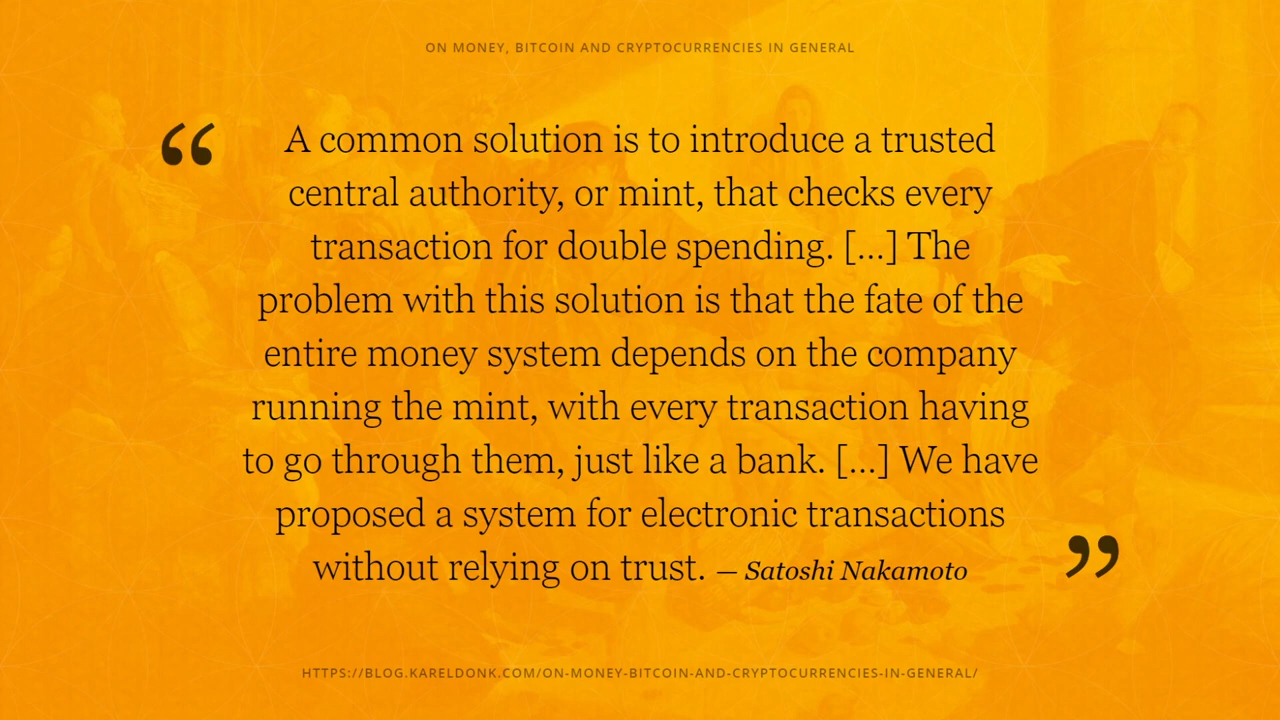 ON MONEY, BITCOIN AND CRYPTOCURRENCIES IN GENERAL
“ A common solution is to introduce a trusted
central authority, or mint, that checks every
transaction for double spending. [...] The
problem with this solution is that the fate of the
entire money system depends on the company
running the mint, with every transaction having
to go through them, just like a bank. [...] We have
proposed a system for electronic transactions
without relying on trust. — Satoshi Nakamoto ”
HTTPS://BLOG.KARELDONK.COM/ON-MONEY-BITCOIN-AND-CRYPTOCURRENCIES-IN-GENERAL/